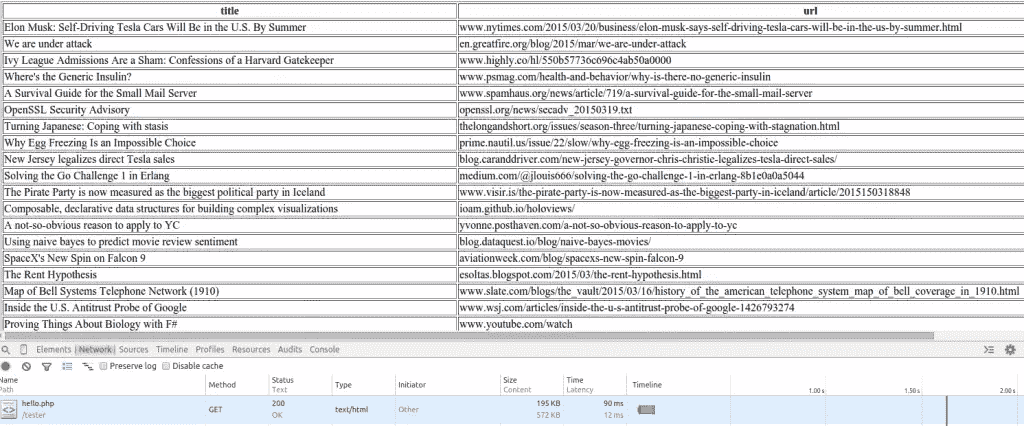 title url
Elon Musk: Self-Driving Tesla Cars Will Be in the U.S. By Summer www.nytimes.com/2015/03/20/business/elon-musk-says-self-driving-tesla-cars-will-be-in-the-us-by-summer.html
We are under attack en.greatfire.org/blog/2015/mar/we-are-under-attack
Ivy League Admissions Are a Sham: Confessions of a Harvard Gatekeeper www.highly.co/hl/550b57736c696c4ab50a0000
Where's the Generic Insulin? www.psmag.com/health-and-behavior/why-is-there-no-generic-insulin
A Survival Guide for the Small Mail Server www.spamhaus.org/news/article/719/a-survival-guide-for-the-small-mail-server
OpenSSL Security Advisory openssl.org/news/secadv_20150319.txt
Turning Japanese: Coping with stasis thelongandshort.org/issues/season-three/turning-japanese-coping-with-stagnation.html
Why Egg Freezing Is an Impossible Choice prime.nautil.us/issue/22/slow/why-egg-freezing-is-an-impossible-choice
New Jersey legalizes direct Tesla sales blog.caranddriver.com/new-jersey-governor-chris-christie-legalizes-tesla-direct-sales/
Solving the Go Challenge 1 in Erlang medium.com/@jlouis666/solving-the-go-challenge-1-in-erlang-8b1e0a0a5044
The Pirate Party is now measured as the biggest political party in Iceland www.visir.is/the-pirate-party-is-now-measured-as-the-biggest-party-in-iceland/article/2015150318848
Composable, declarative data structures for building complex visualizations ioam.github.io/holoviews/
A not-so-obvious reason to apply to YC yvonne.posthaven.com/a-not-so-obvious-reason-to-apply-to-yc
Using naive bayes to predict movie review sentiment blog.dataquest.io/blog/naive-bayes-movies/
SpaceX's New Spin on Falcon 9 aviationweek.com/blog/spacexs-new-spin-falcon-9
The Rent Hypothesis esoltas.blogspot.com/2015/03/the-rent-hypothesis.html
Map of Bell Systems Telephone Network (1910) www.slate.com/blogs/the_vault/2015/03/16/history_of_the_american_telephone_system_map_of_bell_coverage_in_1910.html
Inside the U.S. Antitrust Probe of Google www.wsj.com/articles/inside-the-u-s-antitrust-probe-of-google-1426793274
Proving Things About Biology with F# www.youtube.com/watch
Elements Network Sources Timeline Profiles Resources Audits Console
Preserve log Disable cache
Name Method Status Type Initiator Size Time Timeline 1.00 s 1.50 s 2.00 s
Path Text Content Latency
hello.php GET 200 text/html Other 195 KB 90 ms
/tester OK 572 KB 12 ms